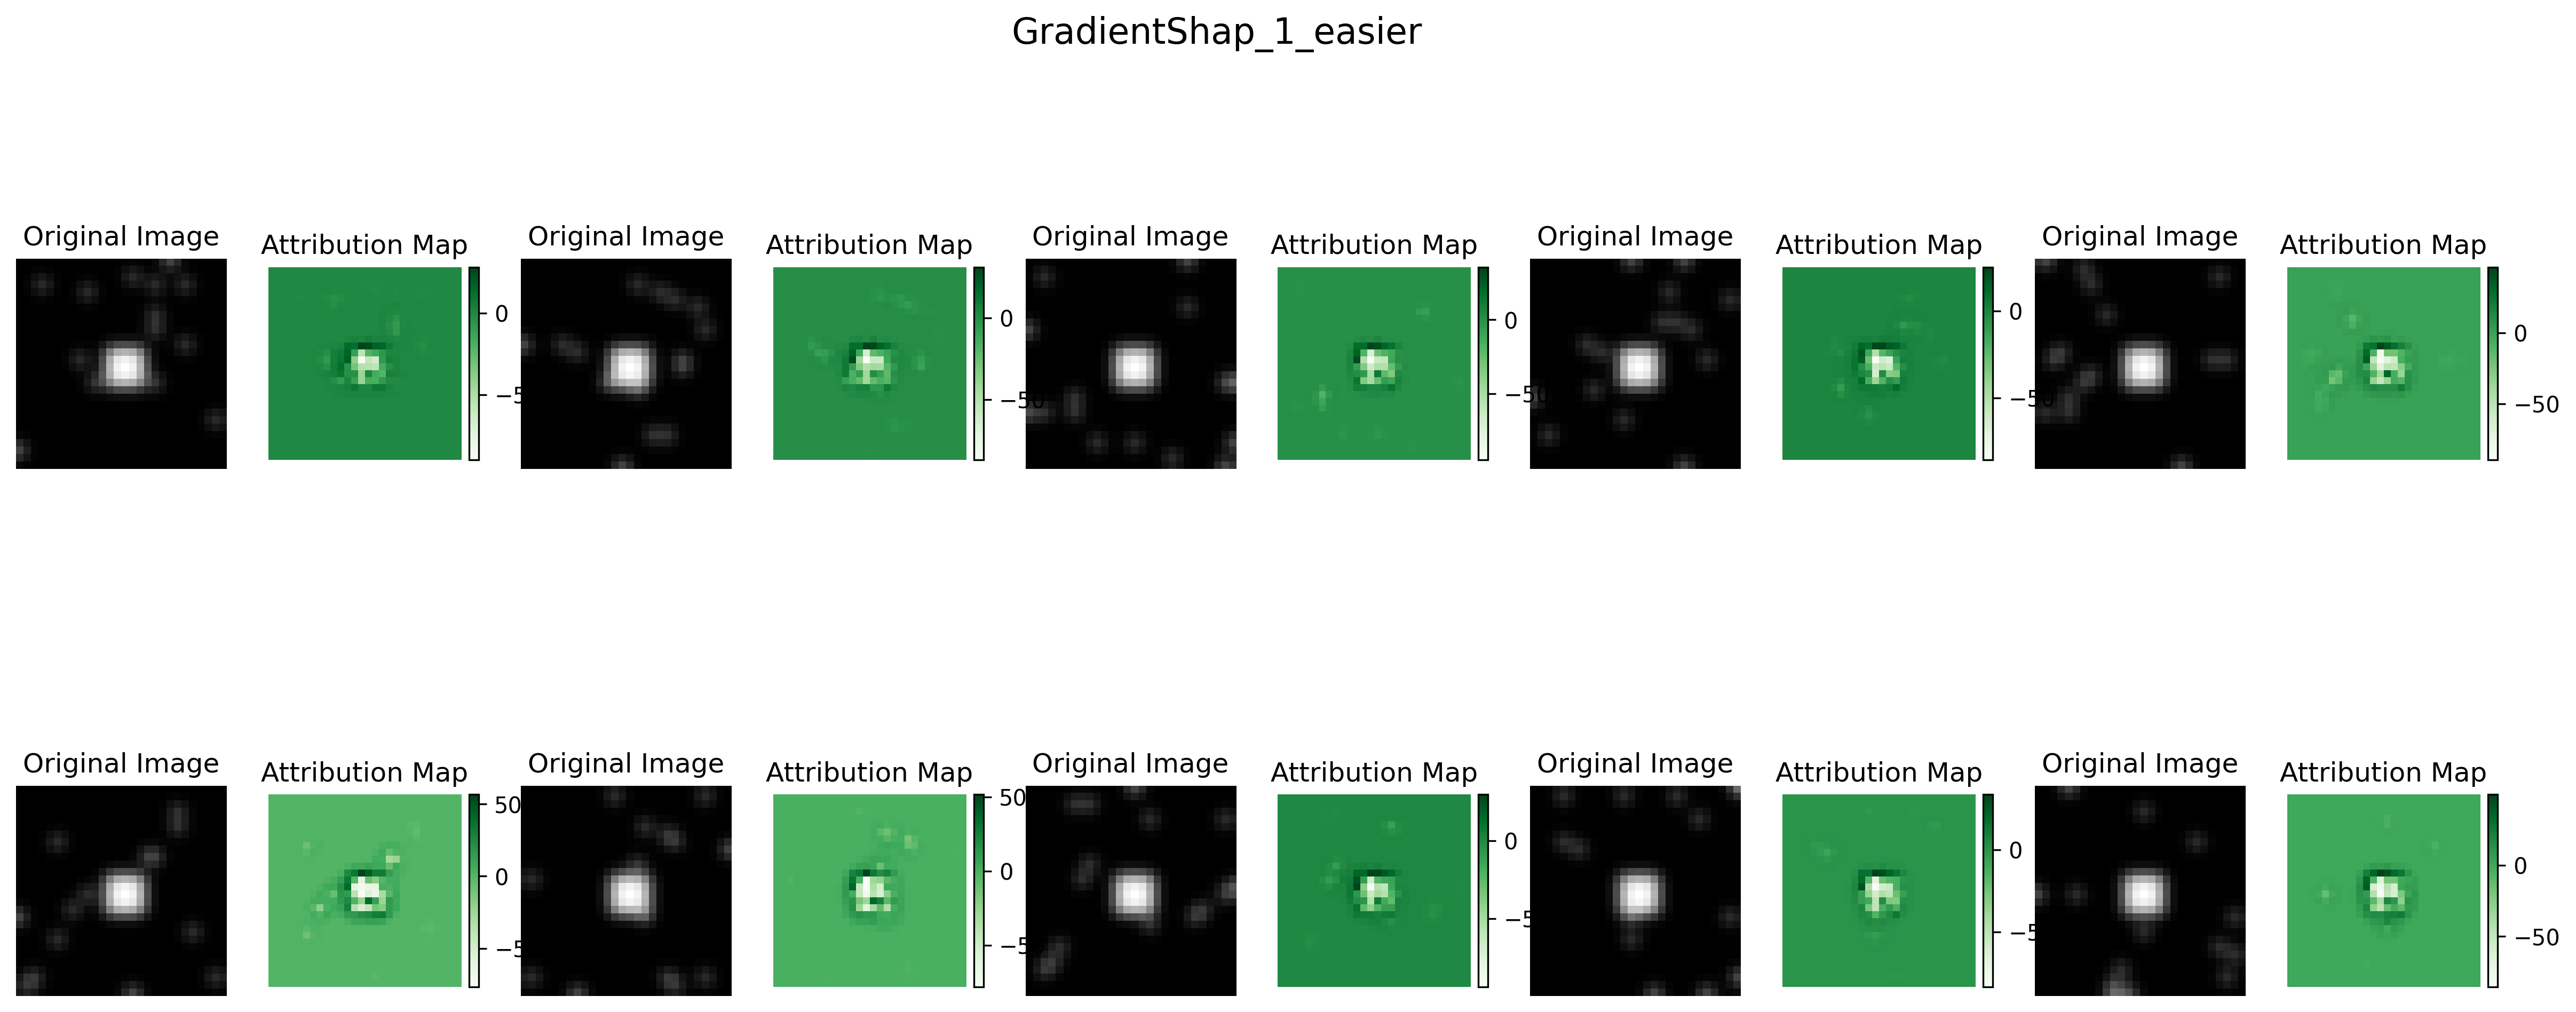 GradientShap_1_easier
Original Image Attribution Map Original Image Attribution Map Original Image Attribution Map Original Image Attribution Map Original Image Attribution Map
0 0 0 0 0
−50 −50 −50 −50
Original Image Attribution Map Original Image Attribution Map Original Image Attribution Map Original Image Attribution Map Original Image Attribution Map
50 50
0 0 0 0 0
−50